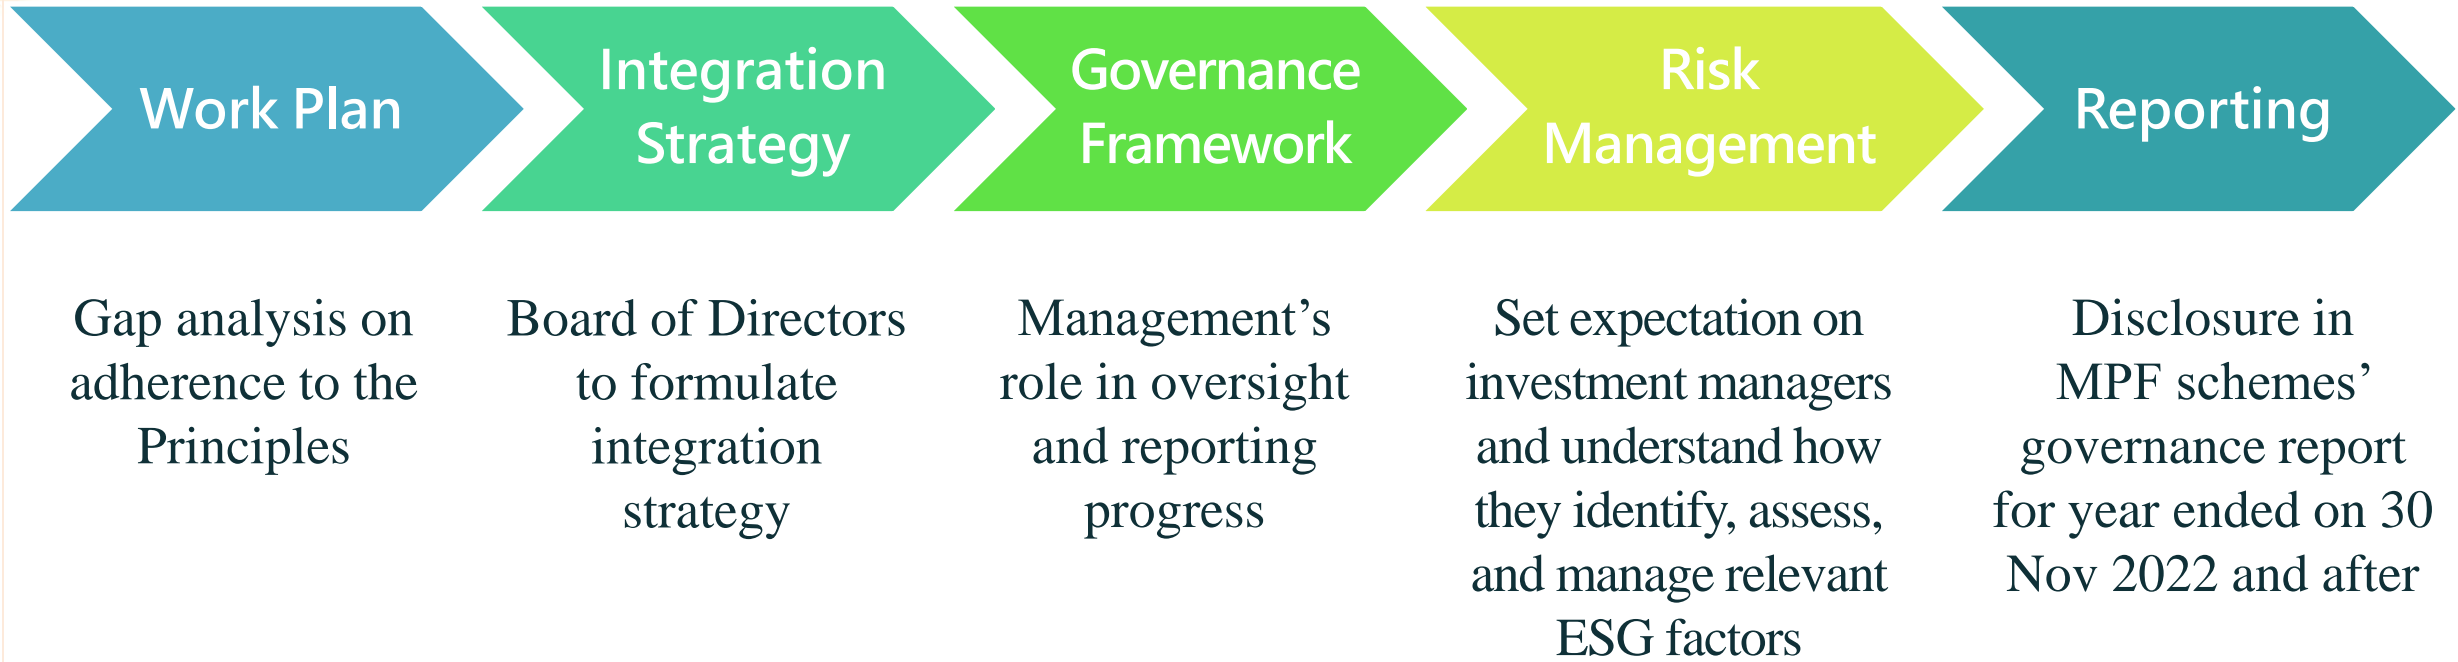 Work Plan
Integration
Strategy
Governance
Framework
Risk
Management
Reporting
Gap analysis on
adherence to the
Principles
Board of Directors
to formulate
integration
strategy
Management’s
role in oversight
and reporting
progress
Set expectation on
investment managers
and understand how
they identify, assess,
and manage relevant
ESG factors
Disclosure in
MPF schemes’
governance report
for year ended on 30
Nov 2022 and after